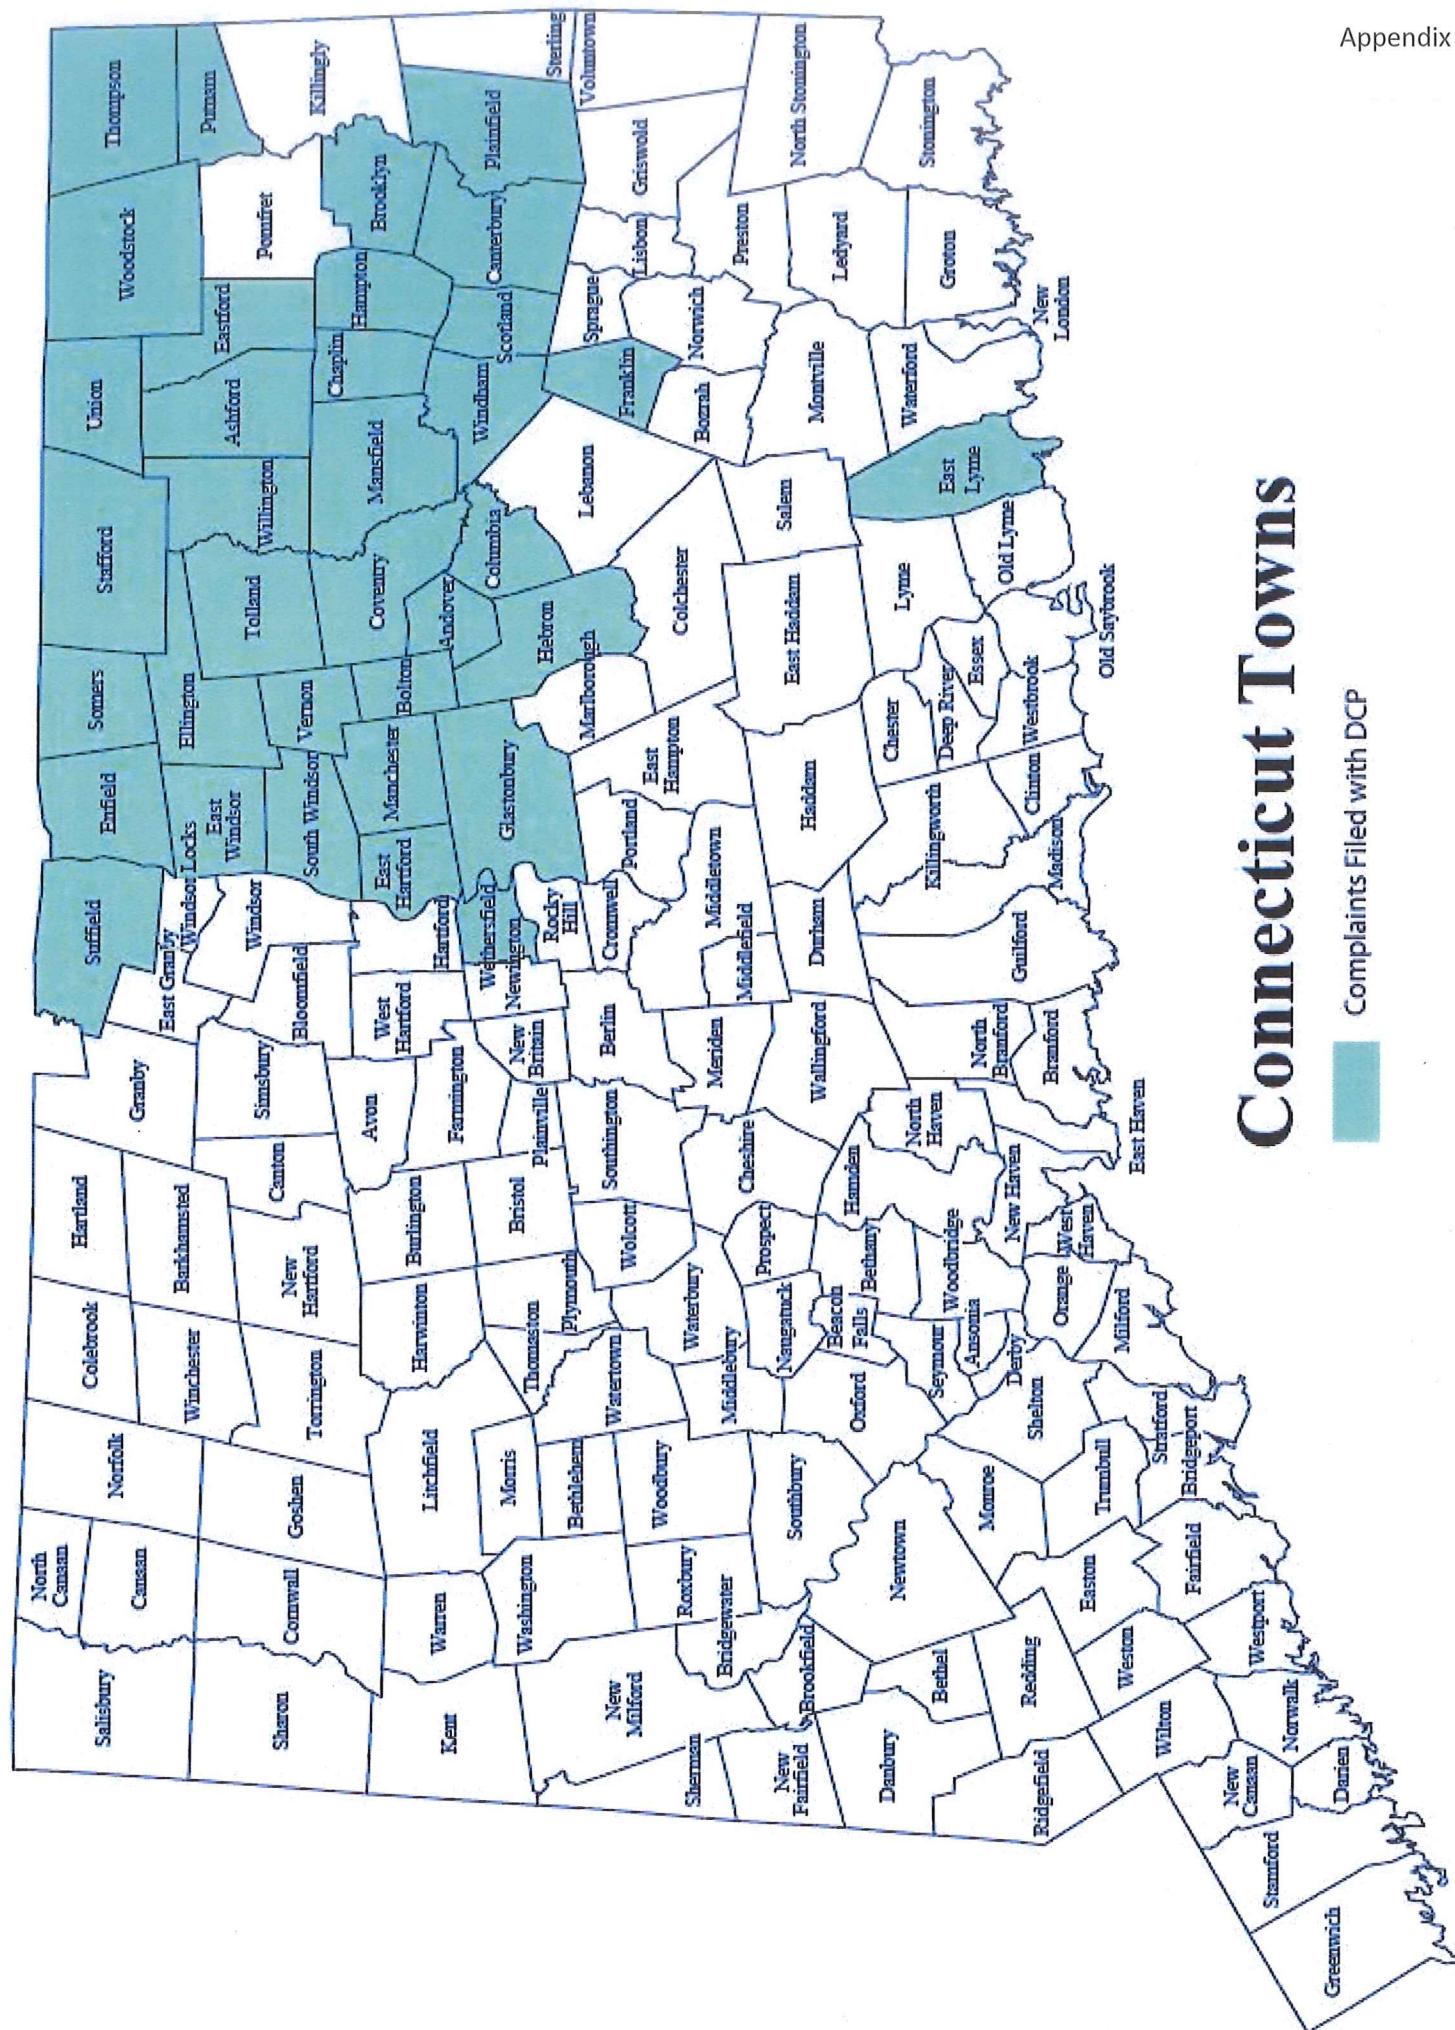 Appendix
Salisbury
North
Canaan
Canaan
Norfolk
Colebrook
Hartland
Granby
Suffield
Enfield
Somers
Stafford
Union
Woodstock
Thompson
Putnam
Sharon
Cornwall
Goshen
Winchester
Barkhamsted
East Granby
Windsor Locks
East
Windsor
Ellington
Tolland
Willington
Ashford
Eastford
Pomfret
Killingly
Torrington
New
Hartford
Canton
Simsbury
Bloomfield
Windsor
South Windsor
Vernon
Coventry
Mansfield
Chaplin
Hampton
Brooklyn
Kent
Warren
Litchfield
Harwinton
Burlington
Avon
West
Hartford
Hartford
East
Hartford
Manchester
Bolton
Andover
Columbia
Windham
Scotland
Canterbury
Plainfield
Sterling
Voluntown
New
Milford
Washington
Morris
Bethlehem
Thomaston
Plymouth
Bristol
Farmington
Plainville
New
Britain
Newington
Wethersfield
Rocky
Hill
Glastonbury
Hebron
Marlborough
Lebanon
Franklin
Sprague
Lisbon
Griswold
Sherman
Bridgewater
Roxbury
Woodbury
Watertown
Wolcott
Southington
Berlin
Cromwell
Portland
East
Hampton
Colchester
Bozrah
Norwich
Preston
North Stonington
New
Fairfield
Brookfield
Southbury
Middlebury
Waterbury
Naugatuck
Prospect
Cheshire
Meriden
Middlefield
Middletown
Haddam
East Haddam
Salem
Montville
Ledyard
Stonington
Danbury
Bethel
Newtown
Oxford
Beacon
Falls
Bethany
Hamden
Wallingford
Durham
Killingworth
Chester
Deep River
Essex
Lyme
East
Lyme
Waterford
Groton
New
London
Ridgefield
Redding
Monroe
Seymour
Ansonia
Derby
Woodbridge
North
Haven
North
Branford
Guilford
Madison
Clinton
Westbrook
Old Lyme
Old Saybrook
Wilton
Weston
Easton
Trumbull
Shelton
Orange
New Haven
West
Haven
East Haven
Branford
New
Canaan
Norwalk
Westport
Fairfield
Bridgeport
Stratford
Milford
Stamford
Darien
Greenwich
Connecticut Towns
Complaints Filed with DCP